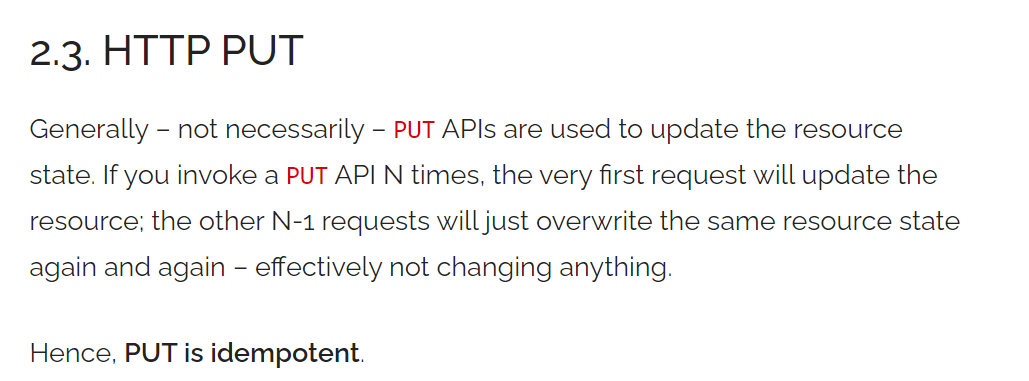 2.3. HTTP PUT
Generally – not necessarily – PUT APIs are used to update the resource
state. If you invoke a PUT API N times, the very first request will update the
resource; the other N-1 requests will just overwrite the same resource state
again and again – effectively not changing anything.
Hence, PUT is idempotent.